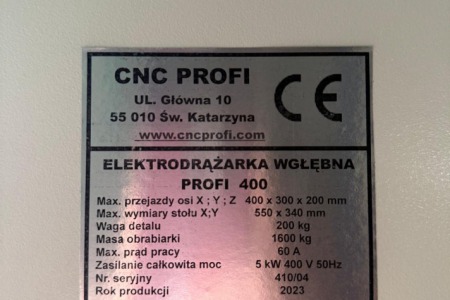 CNC PROFI
UL. Główna 10
55 010 Św. Katarzyna
www.cncprofi.com
CE
ELEKTRODRĄŻARKA WGŁĘBNA
PROFI 400
Max. przejazdy osi X ; Y ; Z 400 x 300 x 200 mm
Max. wymiary stołu X;Y 550 x 340 mm
Waga detalu 200 kg
Masa obrabiarki 1600 kg
Max. prąd pracy 60 A
Zasilanie całkowita moc 5 kW 400 V 50Hz
Nr. seryjny 410/04
Rok produkcji 2023